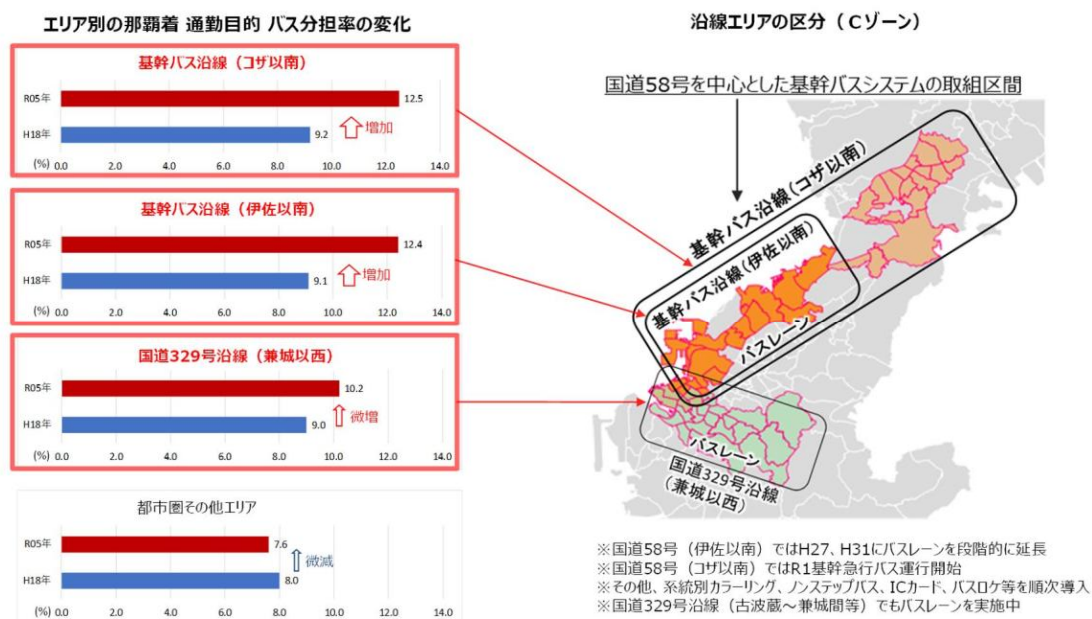 エリア別の那覇着 通勤目的 バス分担率の変化
基幹バス沿線（コザ以南）
R05年
12.5
H18年
9.2
増加
(%) 0.0 2.0 4.0 6.0 8.0 10.0 12.0 14.0
基幹バス沿線（伊佐以南）
R05年
12.4
H18年
9.1
増加
(%) 0.0 2.0 4.0 6.0 8.0 10.0 12.0 14.0
国道329号沿線（兼城以西）
R05年
10.2
H18年
9.0
微増
(%) 0.0 2.0 4.0 6.0 8.0 10.0 12.0 14.0
都市圏その他エリア
R05年
7.6
微減
H18年
8.0
(%) 0.0 2.0 4.0 6.0 8.0 10.0 12.0 14.0
沿線エリアの区分（Cゾーン）
国道58号を中心とした基幹バスシステムの取組区間
基幹バス沿線（コザ以南）
基幹バス沿線（伊佐以南）
バスレーン
バスレーン
国道329号沿線
（兼城以西）
※国道58号（伊佐以南）ではH27、H31にバスレーンを段階的に延長
※国道58号（コザ以南）ではR1基幹急行バス運行開始
※その他、系統別カラーリング、ノンステップバス、ICカード、バスロケ等を順次導入
※国道329号沿線（古波蔵～兼城間等）でもバスレーンを実施中